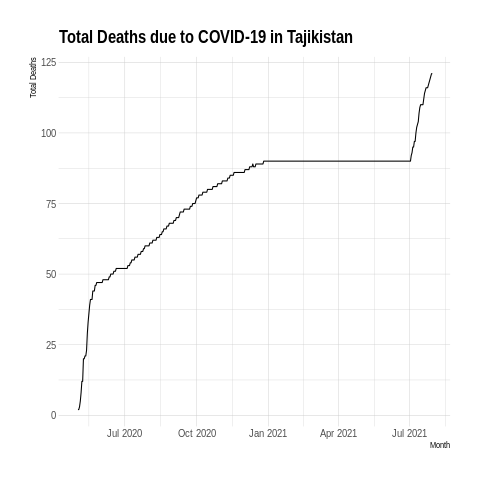 Total Deaths due to COVID-19 in Tajikistan
Total Deaths
125
100
75
50
25
0
Jul 2020 Oct 2020 Jan 2021 Apr 2021 Jul 2021
Month